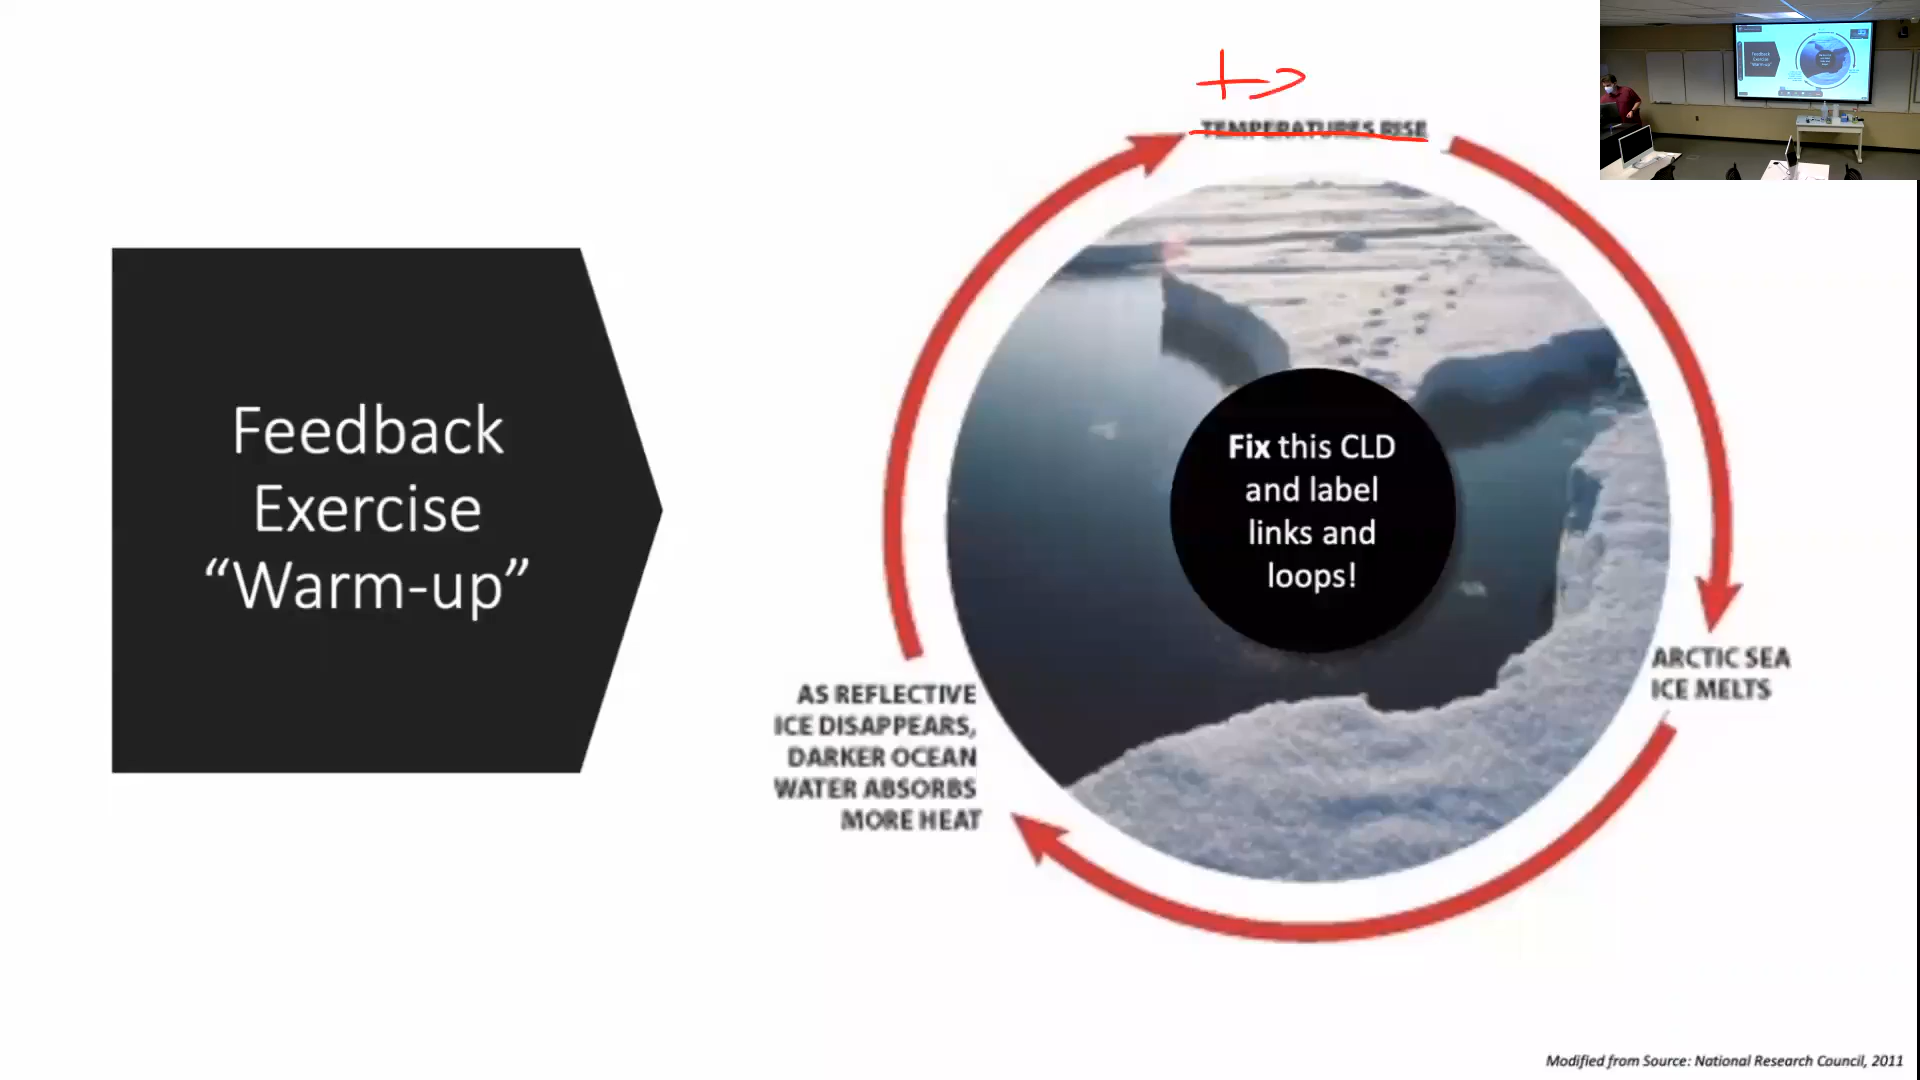 Feedback
Exercise
“Warm-up”
TEMPERATURES RISE
Fix this CLD
and label
links and
loops!
ARCTIC SEA
ICE MELTS
AS REFLECTIVE
ICE DISAPPEARS,
DARKER OCEAN
WATER ABSORBS
MORE HEAT
Modified from Source: National Research Council, 2011